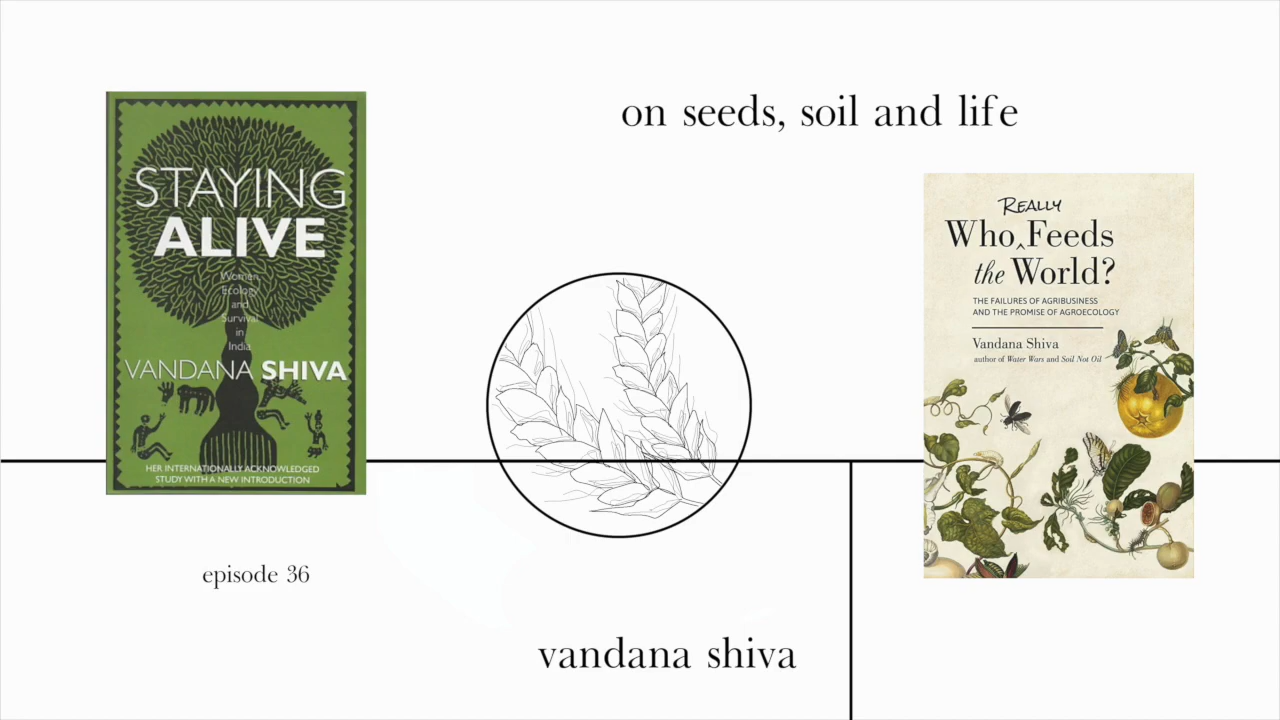 on seeds, soil and life
STAYING
ALIVE
Women,
Ecology
and
Survival
in
India
VANDANA SHIVA
HER INTERNATIONALLY ACKNOWLEDGED
STUDY WITH A NEW INTRODUCTION
REALLY
Who ‸ Feeds
the World?
THE FAILURES OF AGRIBUSINESS
AND THE PROMISE OF AGROECOLOGY
Vandana Shiva
author of Water Wars and Soil Not Oil
episode 36
vandana shiva